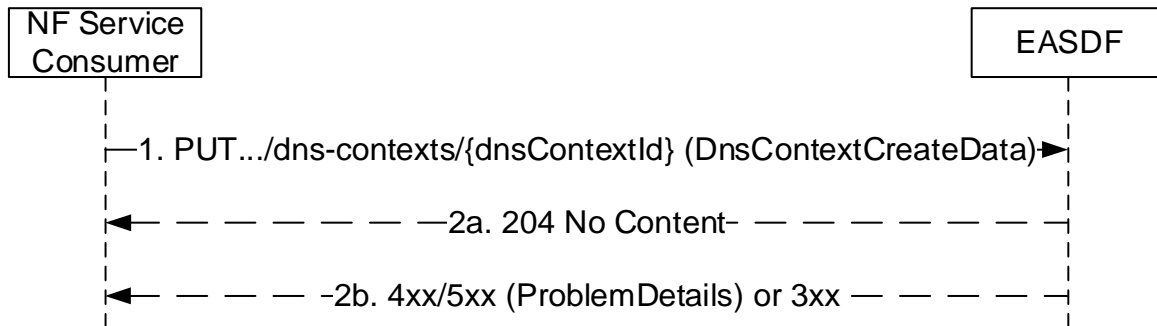 NF Service
Consumer
EASDF
1. PUT.../dns-contexts/{dnsContextId} (DnsContextCreateData)
2a. 204 No Content
2b. 4xx/5xx (ProblemDetails) or 3xx